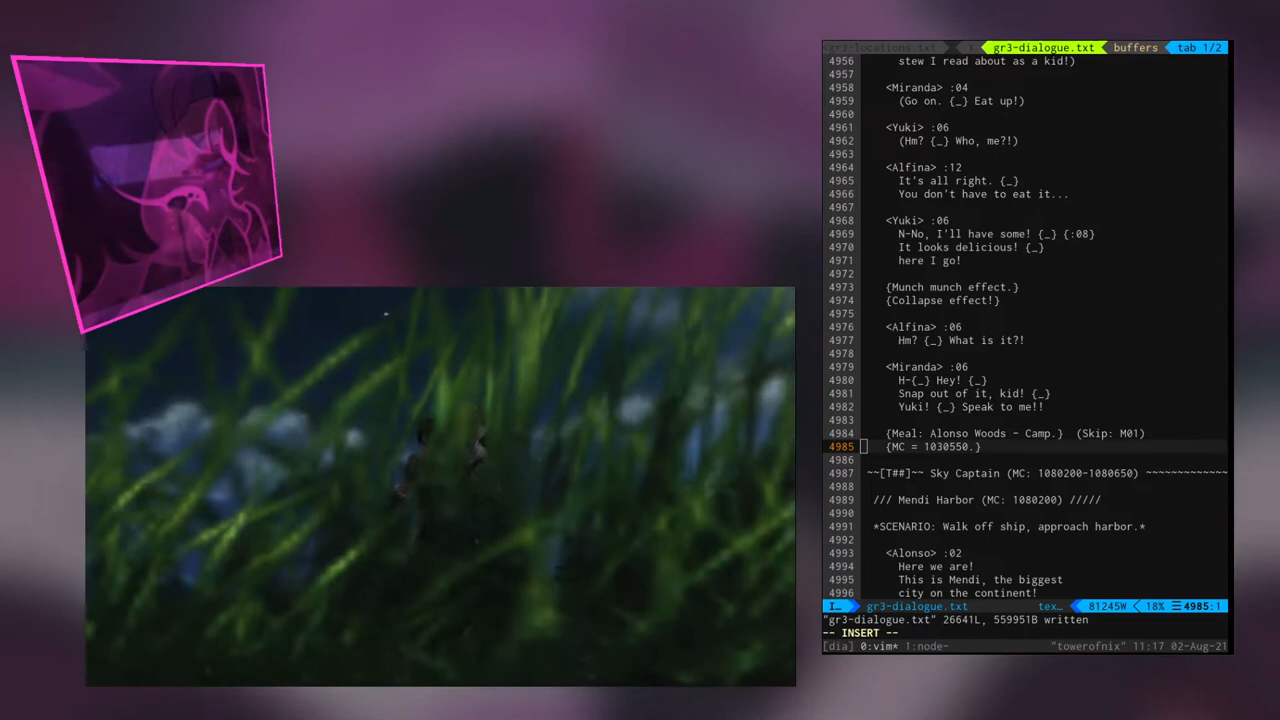 gr3-locations.txt X gr3-dialogue.txt buffers tab 1/2
4956 stew I read about as a kid!)
4957
4958 <Miranda> :04
4959 (Go on. {_} Eat up!)
4960
4961 <Yuki> :06
4962 (Hm? {_} Who, me?!)
4963
4964 <Alfina> :12
4965 It's all right. {_}
4966 You don't have to eat it...
4967
4968 <Yuki> :06
4969 N-No, I'll have some! {_} {:08}
4970 It looks delicious! {_}
4971 here I go!
4972
4973 {Munch munch effect.}
4974 {Collapse effect!}
4975
4976 <Alfina> :06
4977 Hm? {_} What is it?!
4978
4979 <Miranda> :06
4980 H-{_} Hey! {_}
4981 Snap out of it, kid! {_}
4982 Yuki! {_} Speak to me!!
4983
4984 {Meal: Alonso Woods - Camp.} (Skip: M01)
4985 {MC = 1030550.}
4986
4987 ~~[T##]~~ Sky Captain (MC: 1080200-1080650) ~~~~~~~~~~~~~
4988
4989 /// Mendi Harbor (MC: 1080200) /////
4990
4991 *SCENARIO: Walk off ship, approach harbor.*
4992
4993 <Alonso> :02
4994 Here we are!
4995 This is Mendi, the biggest
4996 city on the continent!
I… gr3-dialogue.txt tex… 81245W 18% ☰4985:1
"gr3-dialogue.txt" 26641L, 559951B written
-- INSERT --
[dia] 0:vim* 1:node- "towerofnix" 11:17 02-Aug-21